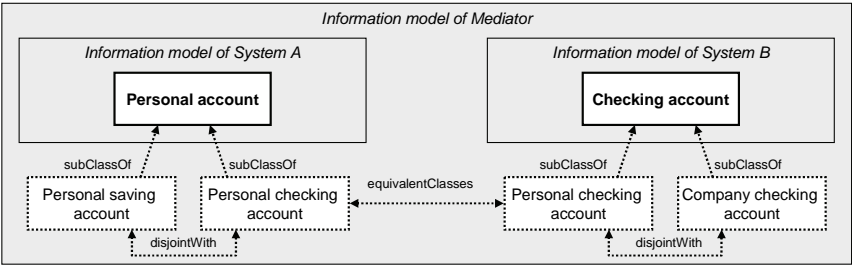 Information model of Mediator
Information model of System A
Information model of System B
Personal account
Checking account
subClassOf
subClassOf
subClassOf
subClassOf
Personal saving
account
Personal checking
account
equivalentClasses
Personal checking
account
Company checking
account
disjointWith
disjointWith